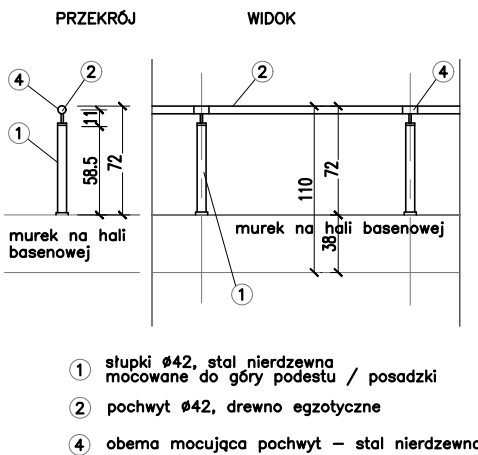 PRZEKRÓJ
WIDOK
4
2
2
4
1
11
58.5
72
110
72
38
murek na hali
basenowej
murek na hali basenowej
1
1 słupki ø42, stal nierdzewna
mocowane do góry podestu / posadzki
2 pochwyt ø42, drewno egzotyczne
4 obema mocująca pochwyt – stal nierdzewna